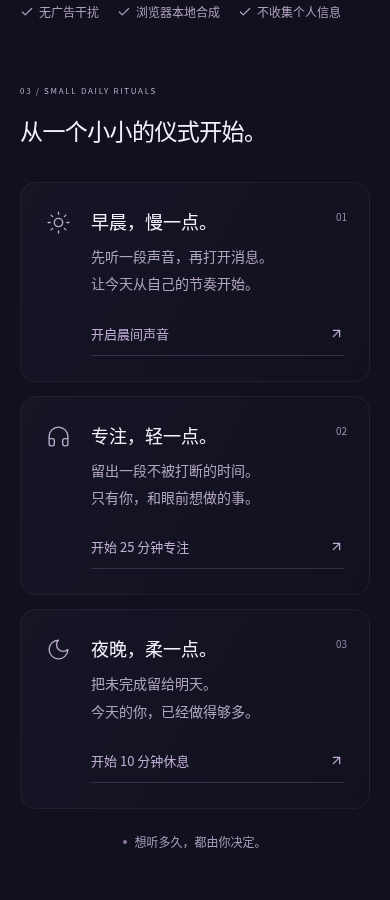 无广告干扰 浏览器本地合成 不收集个人信息
03 / SMALL DAILY RITUALS
从一个小小的仪式开始。
早晨，慢一点。 01
先听一段声音，再打开消息。
让今天从自己的节奏开始。
开启晨间声音
专注，轻一点。 02
留出一段不被打断的时间。
只有你，和眼前想做的事。
开始 25 分钟专注
夜晚，柔一点。 03
把未完成留给明天。
今天的你，已经做得够多。
开始 10 分钟休息
想听多久，都由你决定。